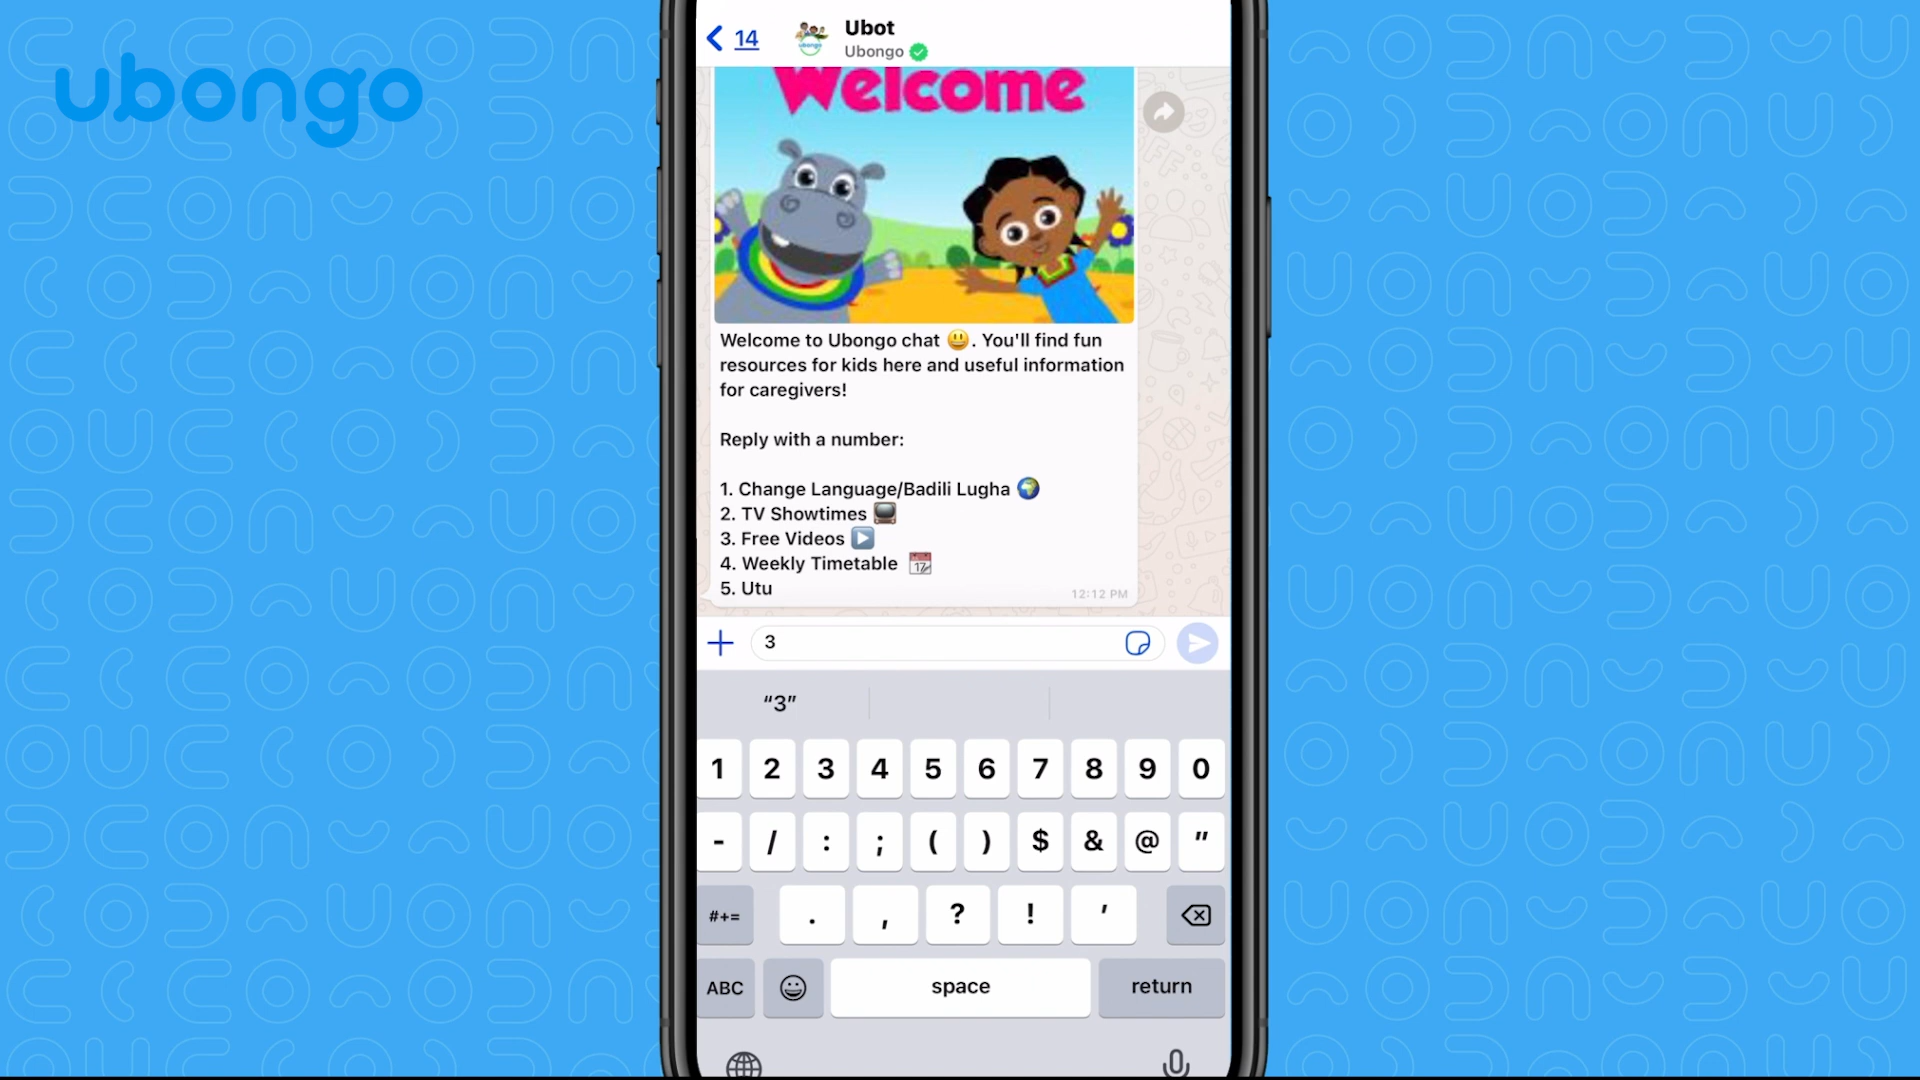 ubongo
14
Ubot
Ubongo
Welcome
Welcome to Ubongo chat 😃. You'll find fun
resources for kids here and useful information
for caregivers!
Reply with a number:
1. Change Language/Badili Lugha 🌍
2. TV Showtimes 📺
3. Free Videos ▶️
4. Weekly Timetable 📅
5. Utu
12:12 PM
3
“3”
1 2 3 4 5 6 7 8 9 0
- / : ; ( ) $ & @ "
#+= . , ? ! '
ABC space return